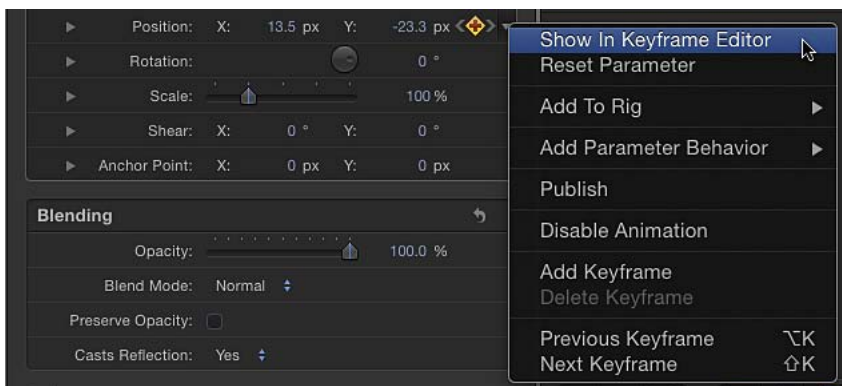 Position: X: 13.5 px Y: -23.3 px
Rotation: 0 °
Scale: 100 %
Shear: X: 0 ° Y: 0 °
Anchor Point: X: 0 px Y: 0 px
Blending
Opacity: 100.0 %
Blend Mode: Normal
Preserve Opacity:
Casts Reflection: Yes
Show In Keyframe Editor
Reset Parameter
Add To Rig
Add Parameter Behavior
Publish
Disable Animation
Add Keyframe
Delete Keyframe
Previous Keyframe ⌥K
Next Keyframe ⇧K